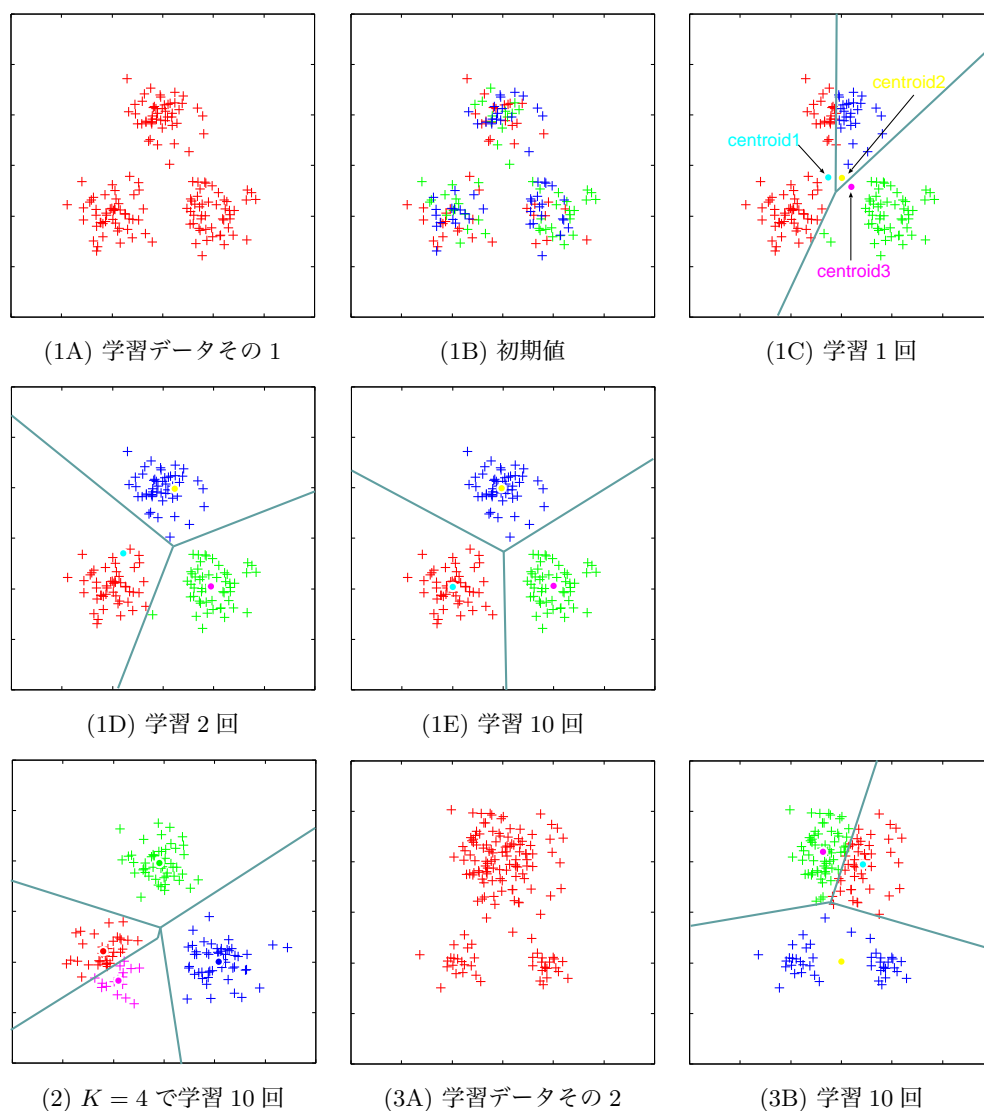 centroid2
centroid1
centroid3
(1A) 学習データその 1
(1B) 初期値
(1C) 学習 1 回
(1D) 学習 2 回
(1E) 学習 10 回
(2) K = 4 で学習 10 回
(3A) 学習データその 2
(3B) 学習 10 回